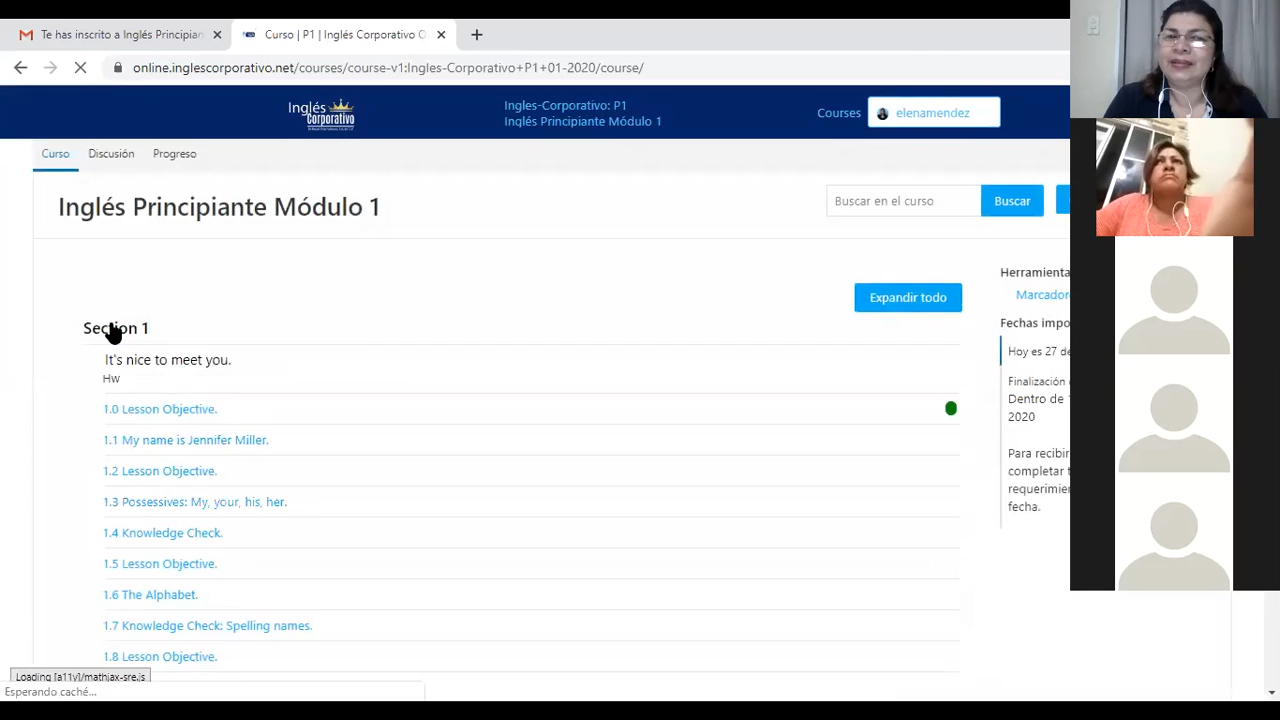 Te has inscrito a Inglés Principian
Curso | P1 | Inglés Corporativo O
online.inglescorporativo.net/courses/course-v1:Ingles-Corporativo+P1+01-2020/course/
Inglés
Corporativo
Ingles-Corporativo: P1
Inglés Principiante Módulo 1
Courses
elenamendez
Curso
Discusión
Progreso
Inglés Principiante Módulo 1
Buscar en el curso
Buscar
Expandir todo
Section 1
It's nice to meet you.
Hw
1.0 Lesson Objective.
1.1 My name is Jennifer Miller.
1.2 Lesson Objective.
1.3 Possessives: My, your, his, her.
1.4 Knowledge Check.
1.5 Lesson Objective.
1.6 The Alphabet.
1.7 Knowledge Check: Spelling names.
1.8 Lesson Objective.
Herramienta
Marcador
Fechas impo
Hoy es 27 de
Finalización
Dentro de 1
2020
Para recibir
completar t
requerimie
fecha.
Loading [a11y]/mathjax-sre.js
Esperando caché...